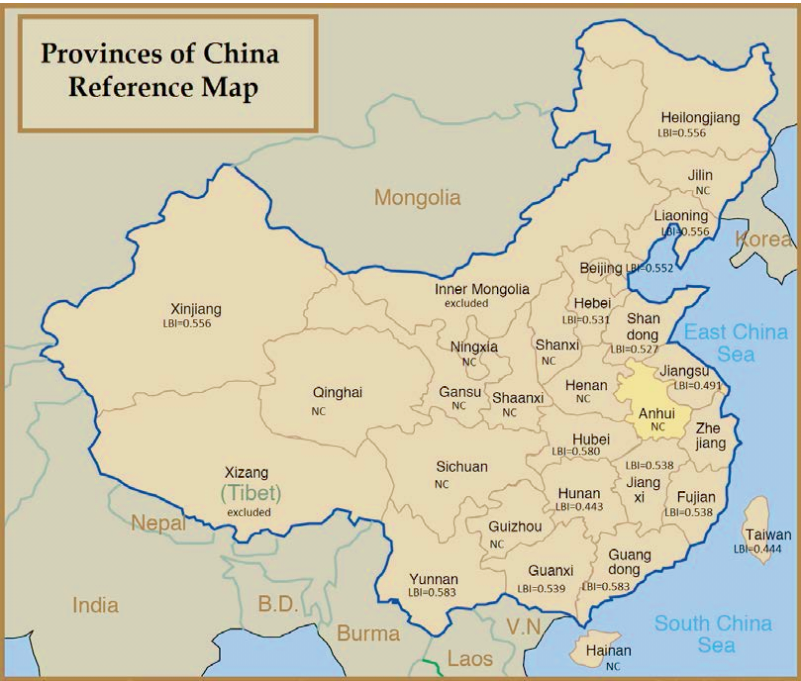 Provinces of China
Reference Map
Heilongjiang
LBI=0.556
Jilin
NC
Mongolia
Liaoning
LBI=0.556
Korea
Beijing LBI=0.552
Inner Mongolia
excluded
Hebei
LBI=0.531
Xinjiang
LBI=0.556
Shan
dong
LBI=0.527
East China
Sea
Ningxia
NC
Shanxi
NC
Jiangsu
LBI=0.491
Qinghai
NC
Gansu
NC
Shaanxi
NC
Henan
NC
Anhui
NC
Zhe
jiang
Hubei
LBI=0.580
Sichuan
NC
LBI=0.538
Xizang
(Tibet)
excluded
Jiang
xi
Hunan
LBI=0.443
Fujian
LBI=0.538
Nepal
Guizhou
NC
Taiwan
LBI=0.444
Guang
dong
LBI=0.583
Guanxi
LBI=0.539
Yunnan
LBI=0.583
India
B.D.
Burma
V.N
Laos
South China
Sea
Hainan
NC